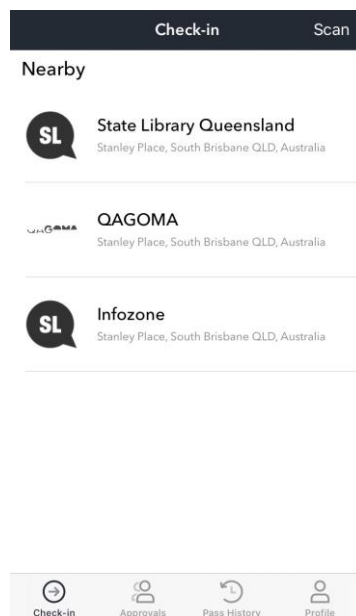 Check-in Scan
Nearby
SL
State Library Queensland
Stanley Place, South Brisbane QLD, Australia
QAGOMA
QAGOMA
Stanley Place, South Brisbane QLD, Australia
SL
Infozone
Stanley Place, South Brisbane QLD, Australia
Check-in Approvals Pass History Profile